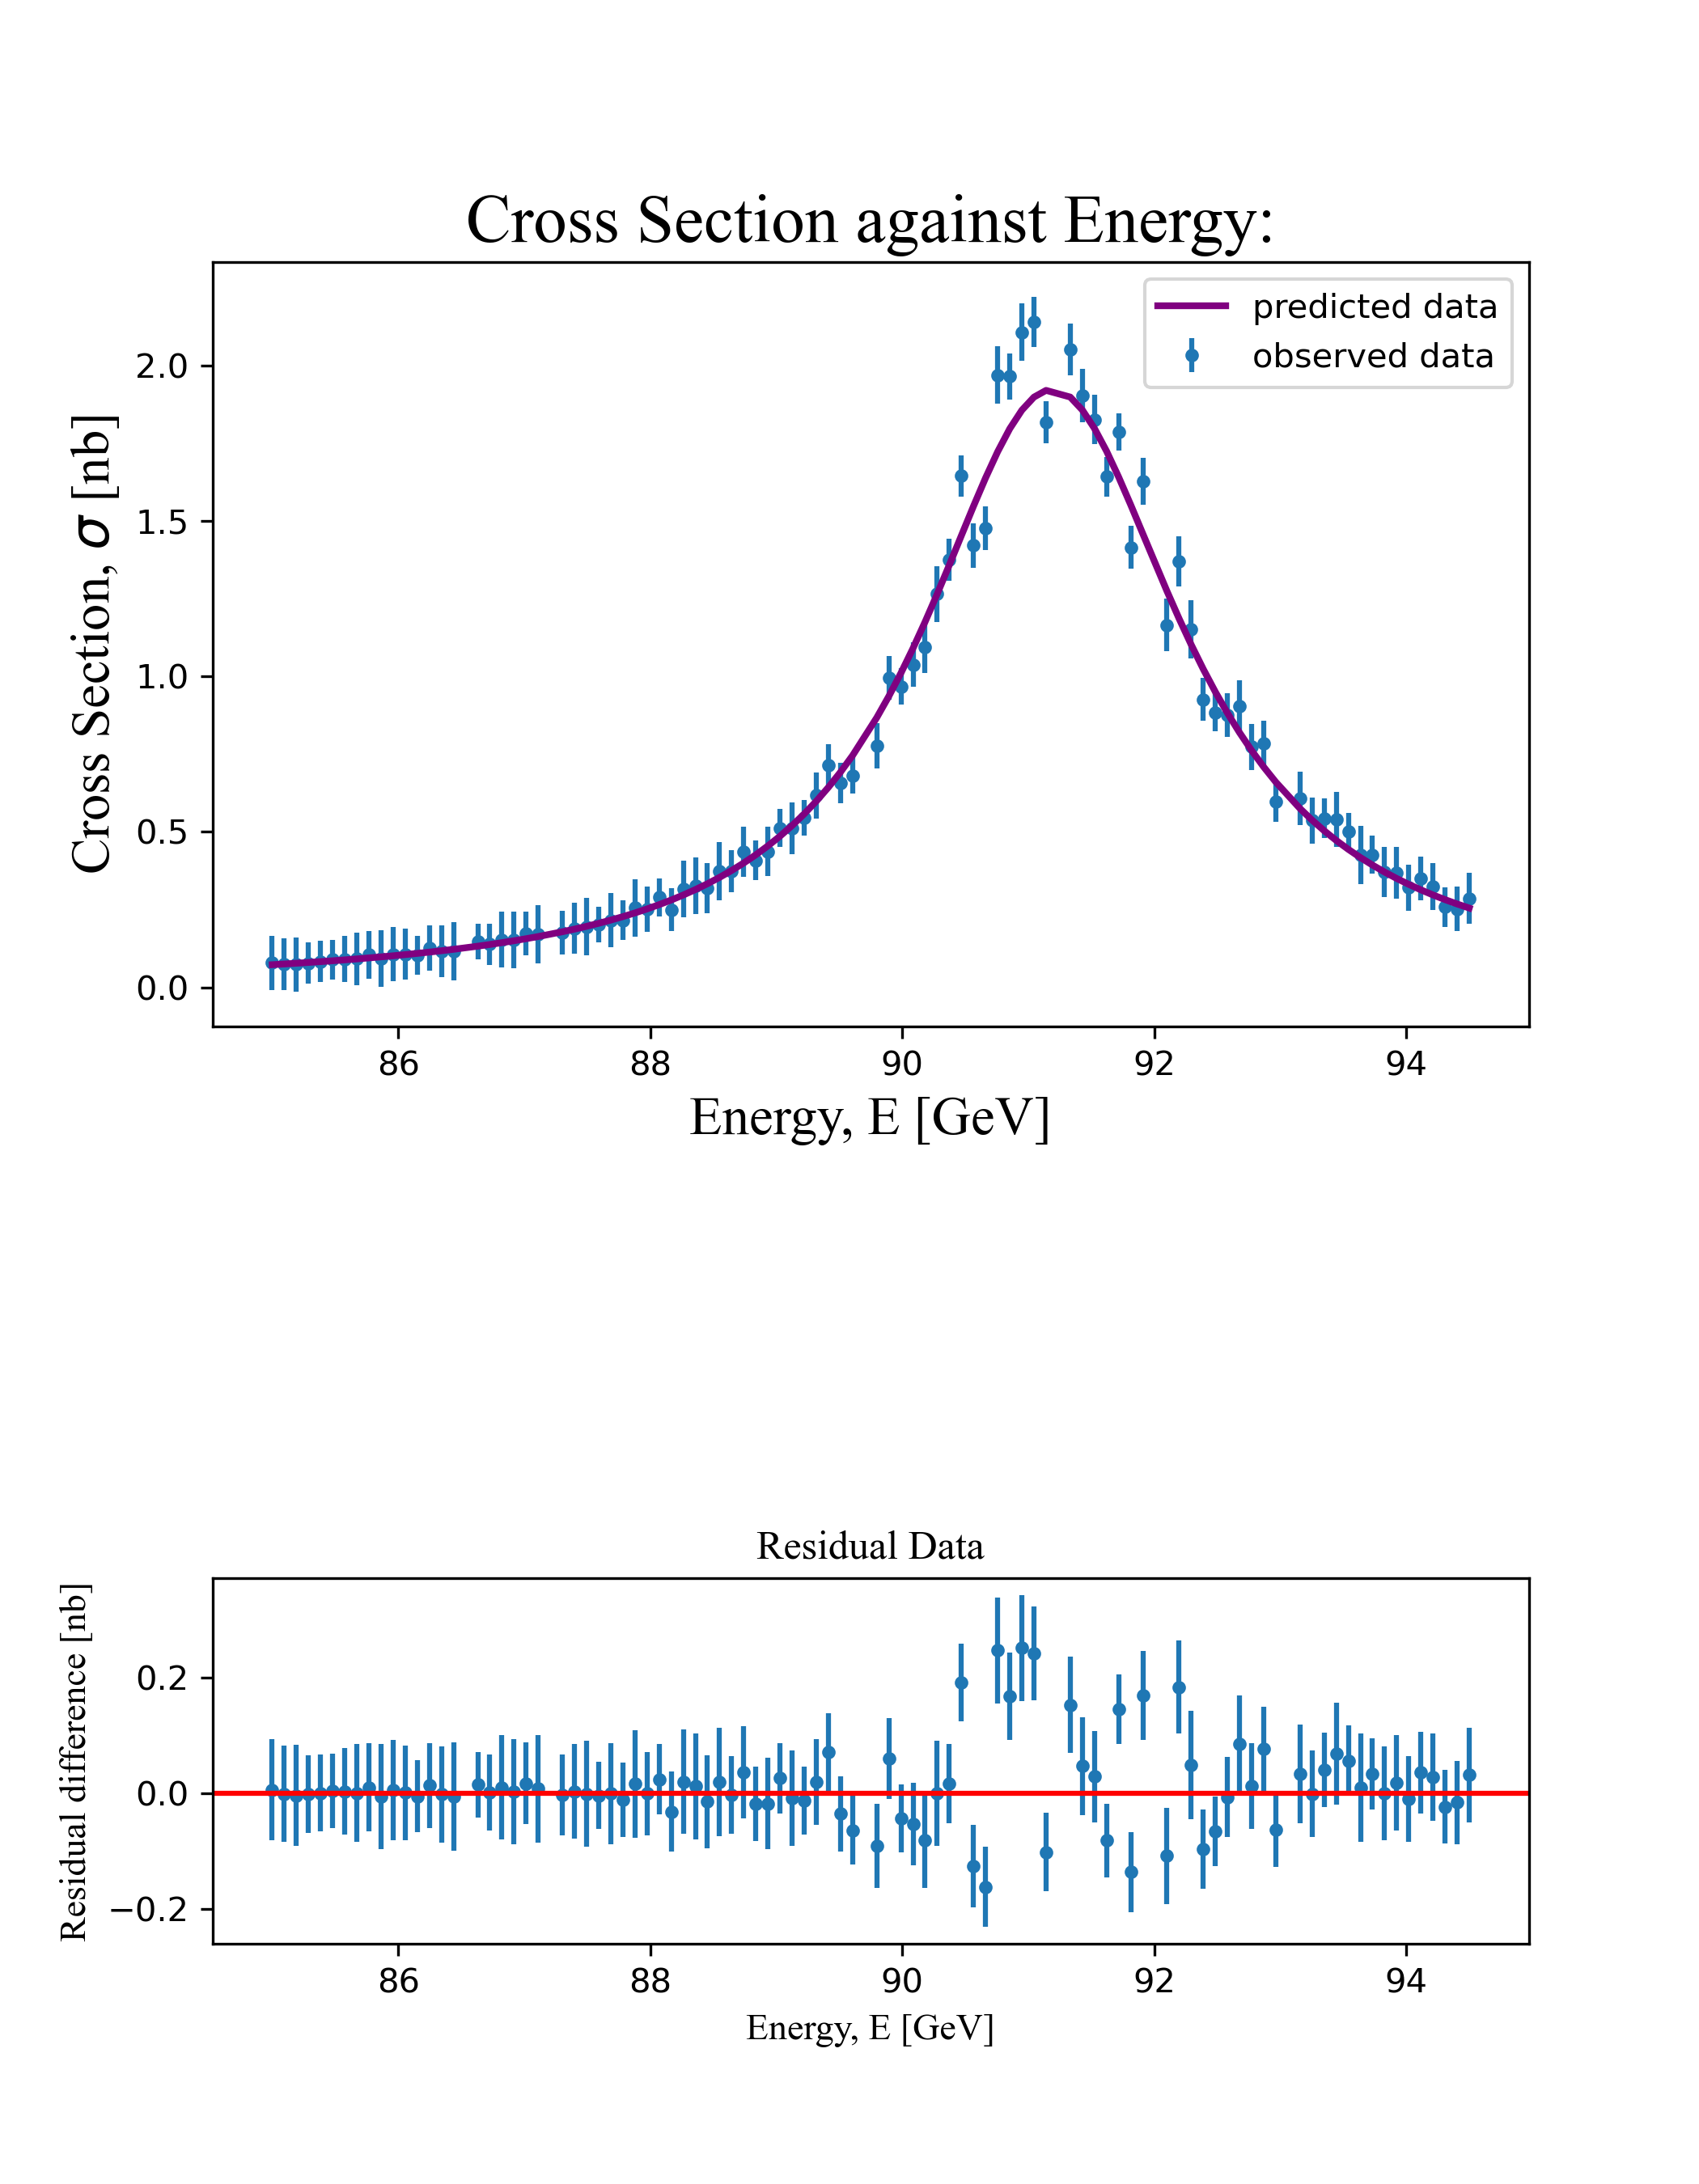 Cross Section against Energy:
predicted data
observed data
Cross Section, σ [nb]
2.0
1.5
1.0
0.5
0.0
86 88 90 92 94
Energy, E [GeV]
Residual Data
Residual difference [nb]
0.2
0.0
−0.2
86 88 90 92 94
Energy, E [GeV]